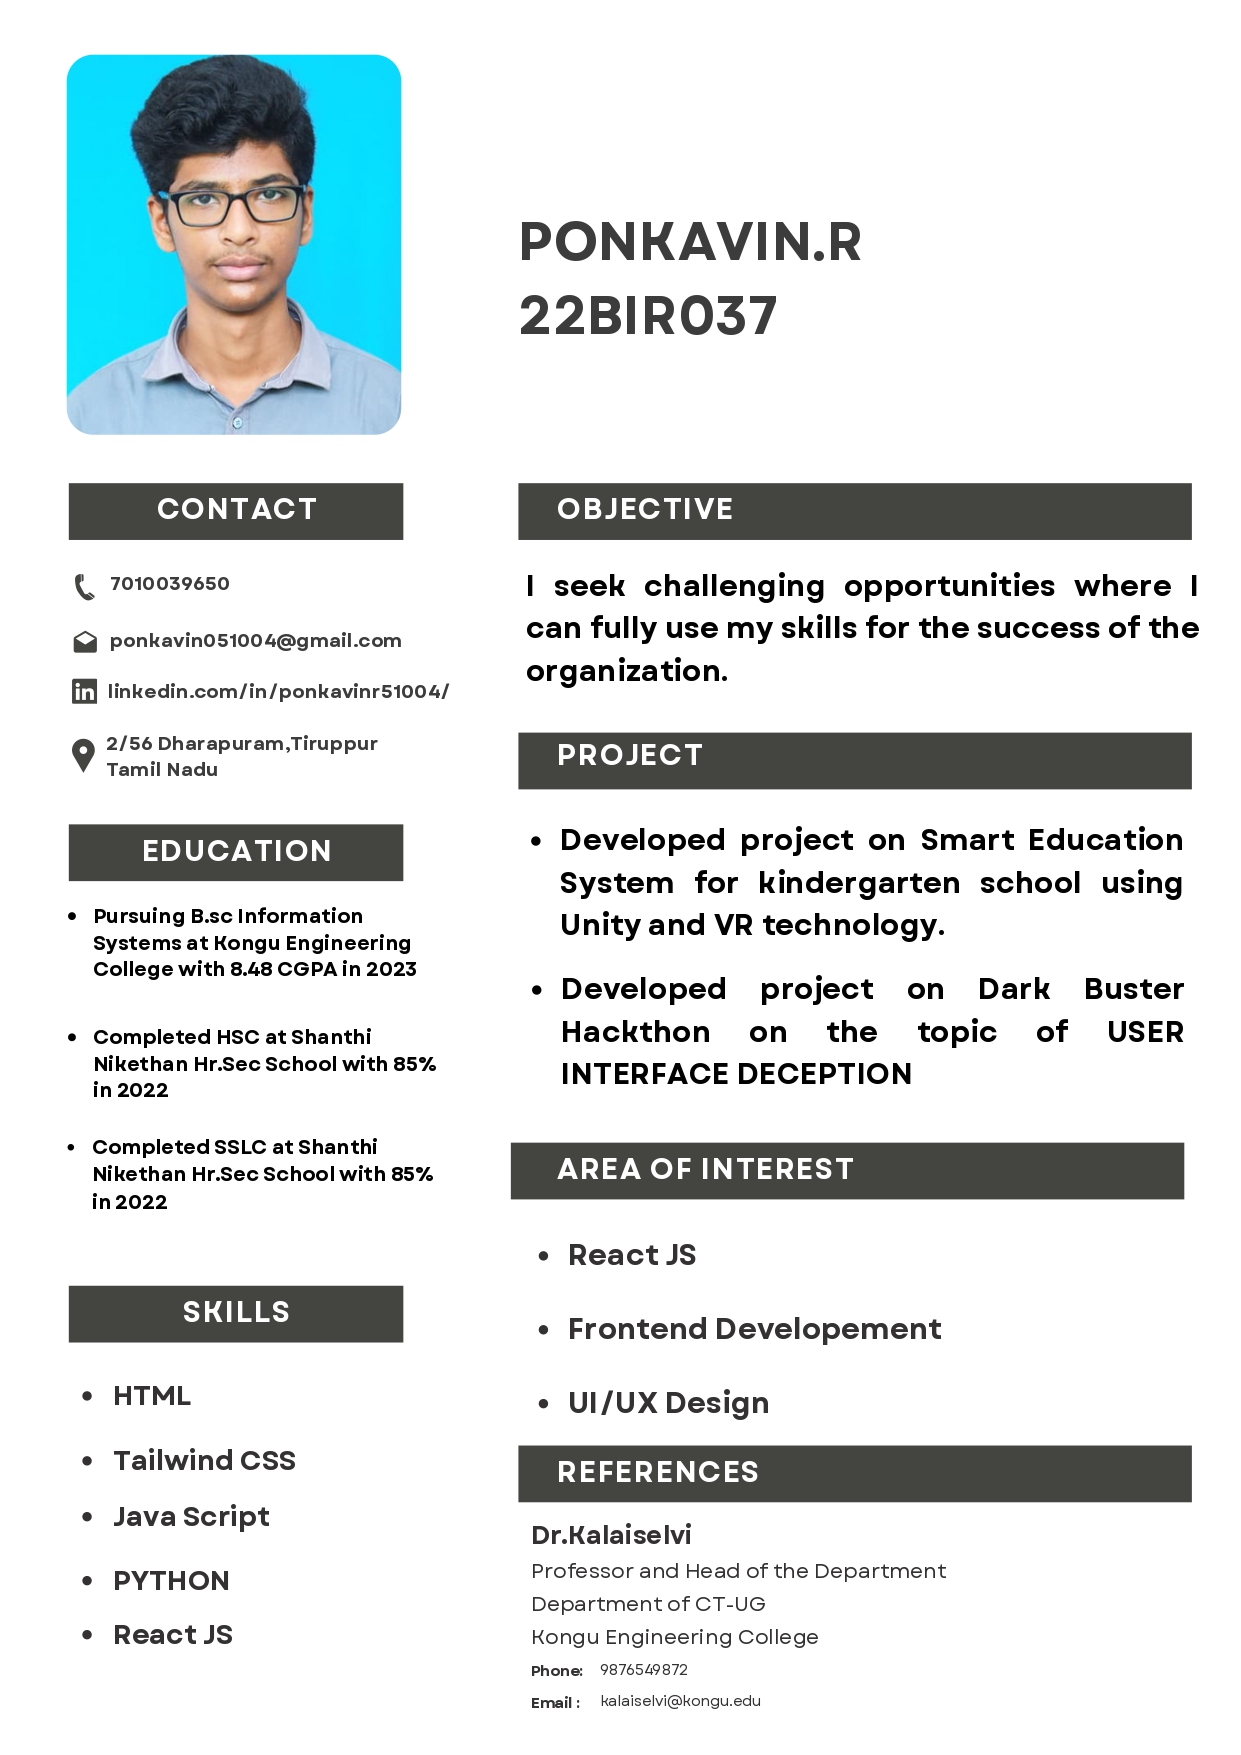 PONKAVIN.R
22BIR037
CONTACT
7010039650
ponkavin051004@gmail.com
linkedin.com/in/ponkavinr51004/
2/56 Dharapuram,Tiruppur
Tamil Nadu
EDUCATION
• Pursuing B.sc Information
Systems at Kongu Engineering
College with 8.48 CGPA in 2023
• Completed HSC at Shanthi
Nikethan Hr.Sec School with 85%
in 2022
• Completed SSLC at Shanthi
Nikethan Hr.Sec School with 85%
in 2022
SKILLS
• HTML
• Tailwind CSS
• Java Script
• PYTHON
• React JS
OBJECTIVE
I seek challenging opportunities where I
can fully use my skills for the success of the
organization.
PROJECT
• Developed project on Smart Education
System for kindergarten school using
Unity and VR technology.
• Developed project on Dark Buster
Hackthon on the topic of USER
INTERFACE DECEPTION
AREA OF INTEREST
• React JS
• Frontend Developement
• UI/UX Design
REFERENCES
Dr.Kalaiselvi
Professor and Head of the Department
Department of CT-UG
Kongu Engineering College
Phone: 9876549872
Email : kalaiselvi@kongu.edu